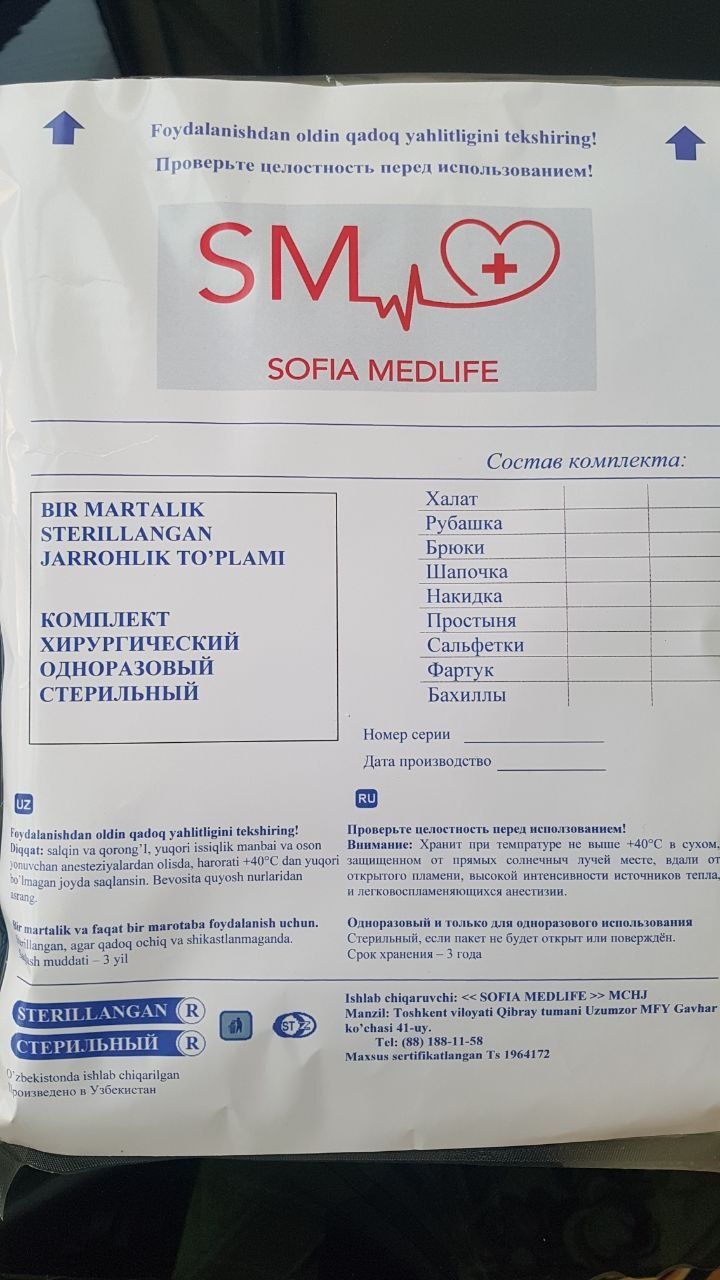 Foydalanishdan oldin qadoq yahlitligini tekshiring!
Проверьте целостность перед использованием!
SM
SOFIA MEDLIFE
Состав комплекта:
BIR MARTALIK
STERILLANGAN
JARROHLIK TO’PLAMI
КОМПЛЕКТ
ХИРУРГИЧЕСКИЙ
ОДНОРАЗОВЫЙ
СТЕРИЛЬНЫЙ
Халат
Рубашка
Брюки
Шапочка
Накидка
Простыня
Сальфетки
Фартук
Бахиллы
Номер серии
Дата производство
UZ
Foydalanishdan oldin qadoq yahlitligini tekshiring!
Diqqat: salqin va qorong’I, yuqori issiqlik manbai va oson
yonuvchan anesteziyalardan olisda, harorati +40°C dan yuqori
bo’lmagan joyda saqlansin. Bevosita quyosh nurlaridan
asrang.
Bir martalik va faqat bir marotaba foydalanish uchun.
agar qadoq ochiq va shikastlanmaganda.
muddati – 3 yil
RU
Проверьте целостность перед исползованием!
Внимание: Хранит при темпратуре не выше +40°C в сухом,
защищенном от прямых солнечных лучей месте, вдали от
открытого пламени, высокой интенсивности источников тепла,
и легковоспламеняющихся анестизии.
Одноразовый и только для одноразового использования
Стерильный, если пакет не будет открыт или поверждён.
Срок хранения – 3 года
STERILLANGAN R
СТЕРИЛЬНЫЙ R
O’zbekistonda ishlab chiqarilgan
Произведено в Узбекистан
Ishlab chiqaruvchi: << SOFIA MEDLIFE >> MCHJ
Manzil: Toshkent viloyati Qibray tumani Uzumzor MFY Gavhar
ko’chasi 41-uy.
Tel: (88) 188-11-58
Maxsus sertifikatlangan Ts 1964172